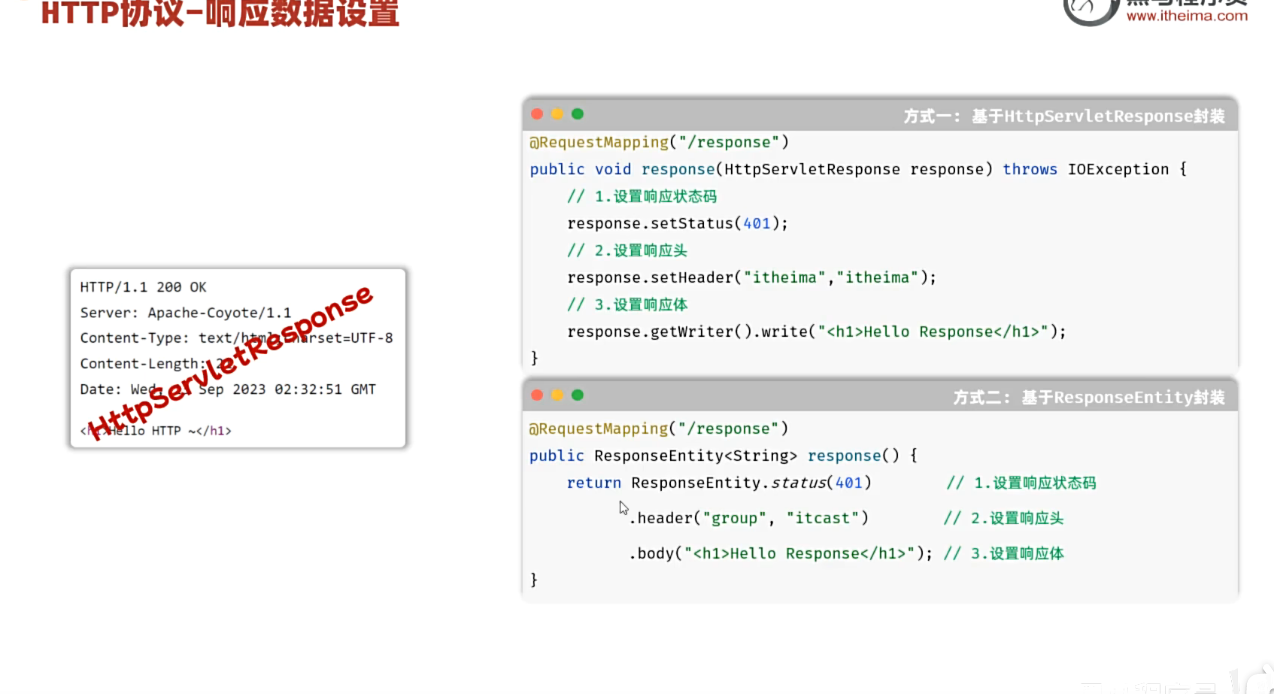 HTTP协议-响应数据设置
黑马程序员
www.itheima.com
HTTP/1.1 200 OK
Server: Apache-Coyote/1.1
Content-Type: text/html;charset=UTF-8
Content-Length:
Date: Wed, Sep 2023 02:32:51 GMT
<h1>Hello HTTP ~</h1>
HttpServletResponse
方式一: 基于HttpServletResponse封装
@RequestMapping("/response")
public void response(HttpServletResponse response) throws IOException {
// 1.设置响应状态码
response.setStatus(401);
// 2.设置响应头
response.setHeader("itheima","itheima");
// 3.设置响应体
response.getWriter().write("<h1>Hello Response</h1>");
}
方式二: 基于ResponseEntity封装
@RequestMapping("/response")
public ResponseEntity<String> response() {
return ResponseEntity.status(401) // 1.设置响应状态码
.header("group", "itcast") // 2.设置响应头
.body("<h1>Hello Response</h1>"); // 3.设置响应体
}